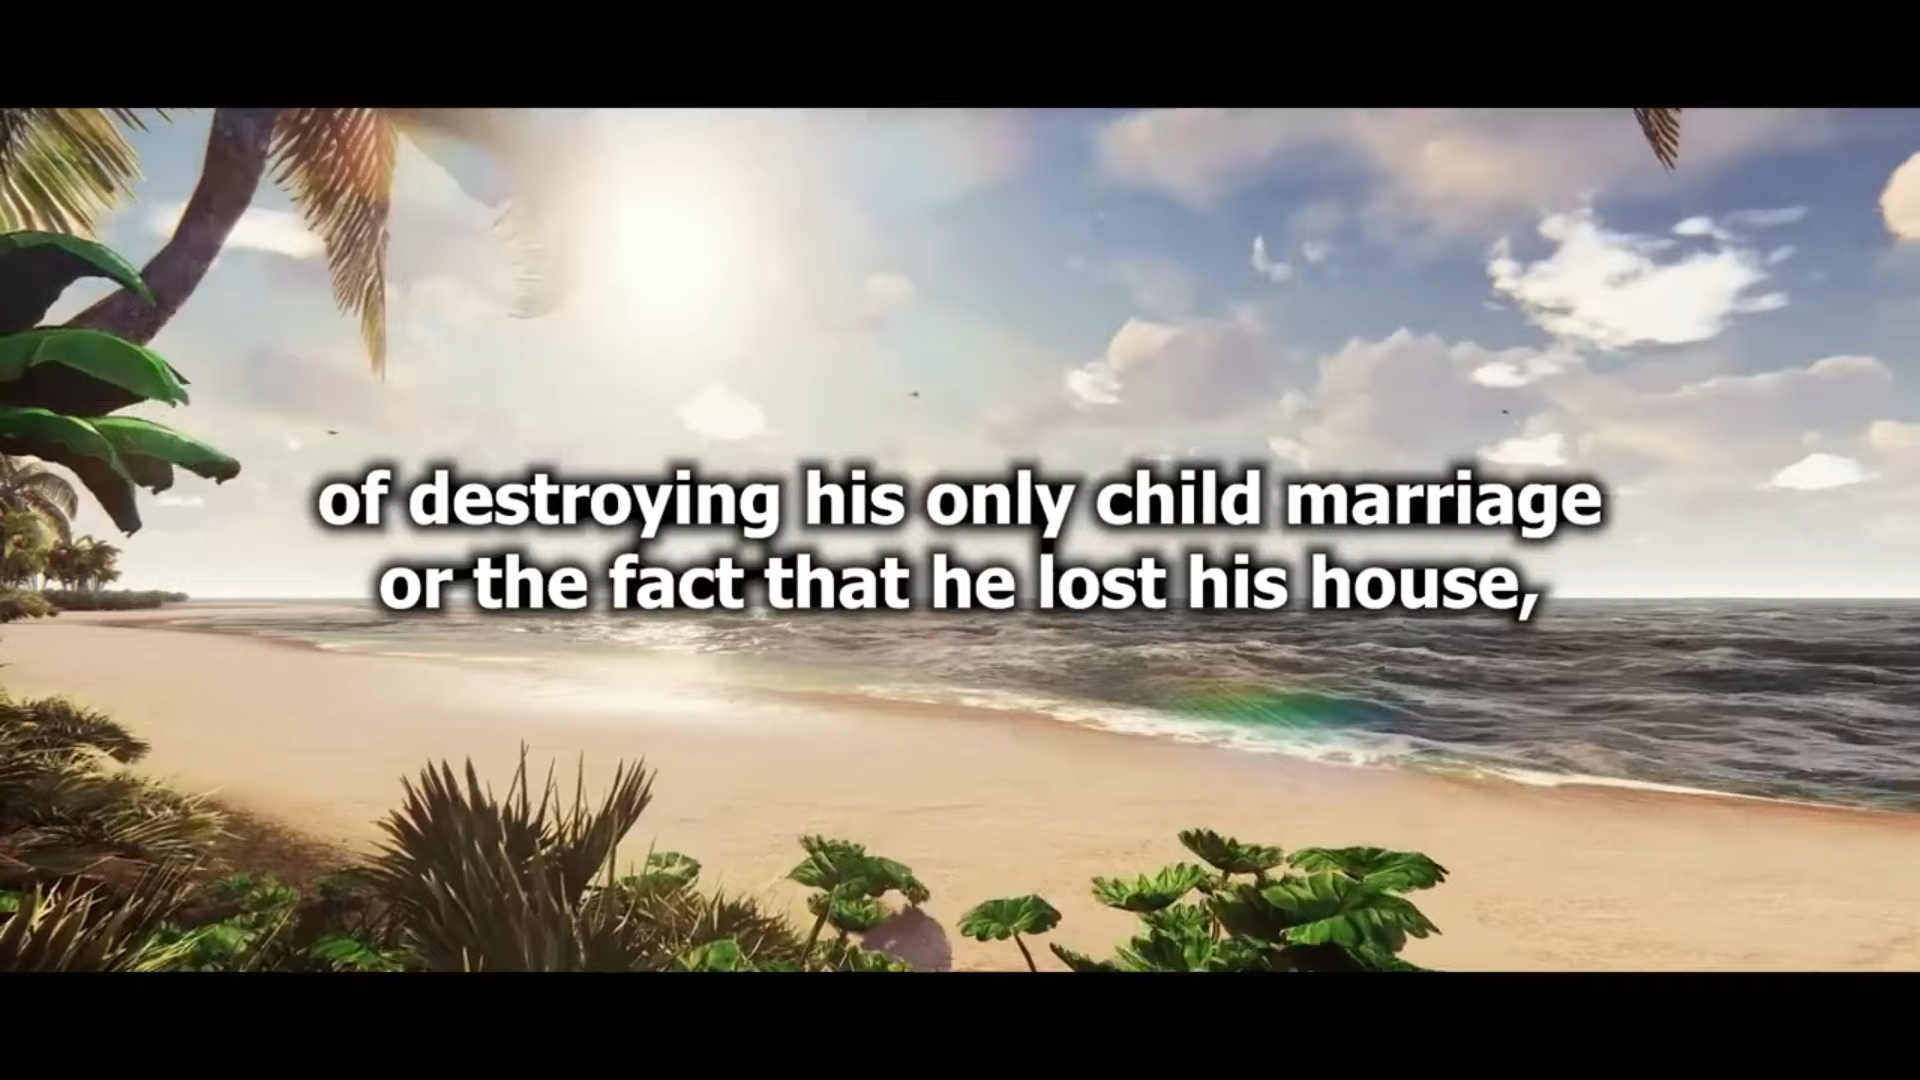 of destroying his only child marriage
or the fact that he lost his house,